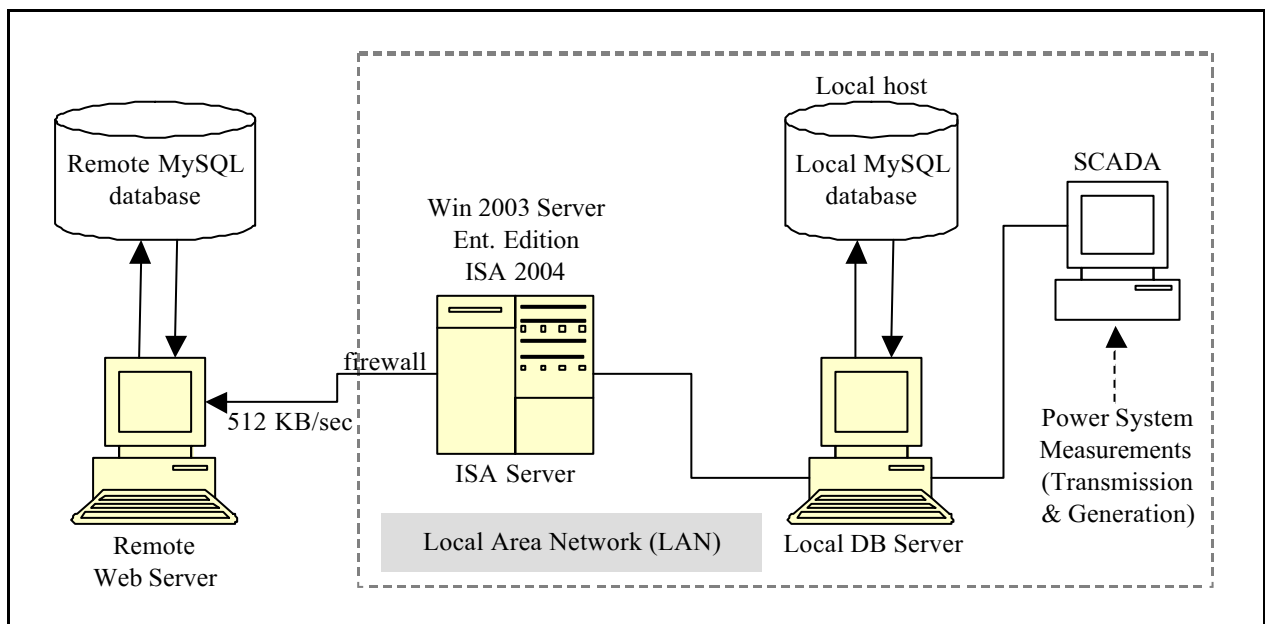 Local host
Remote MySQL
database
Local MySQL
database
SCADA
Win 2003 Server
Ent. Edition
ISA 2004
firewall
512 KB/sec
ISA Server
Power System
Measurements
(Transmission
& Generation)
Local Area Network (LAN)
Local DB Server
Remote
Web Server